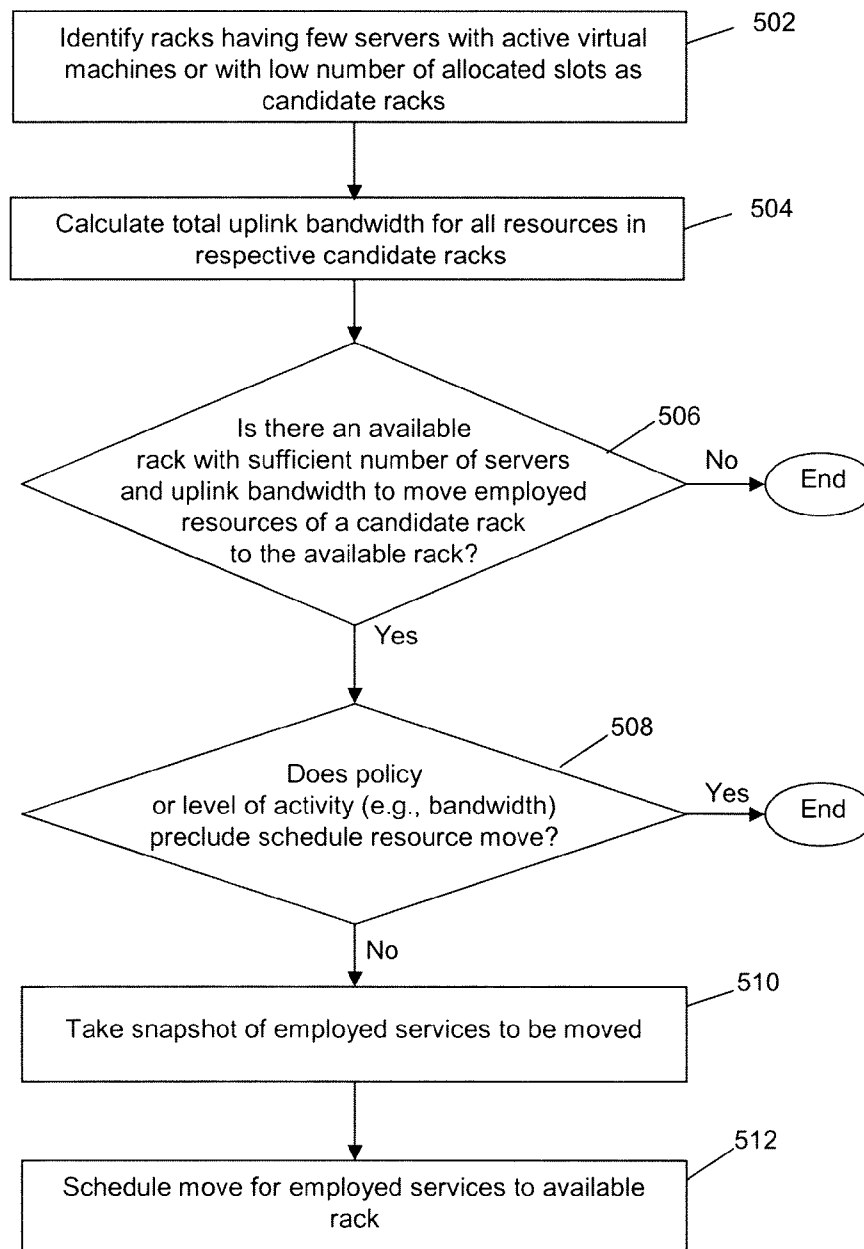 Identify racks having few servers with active virtual
machines or with low number of allocated slots as
candidate racks
502
Calculate total uplink bandwidth for all resources in
respective candidate racks
504
Is there an available
rack with sufficient number of servers
and uplink bandwidth to move employed
resources of a candidate rack
to the available rack?
506
No
End
Yes
Does policy
or level of activity (e.g., bandwidth)
preclude schedule resource move?
508
Yes
End
No
Take snapshot of employed services to be moved
510
Schedule move for employed services to available
rack
512